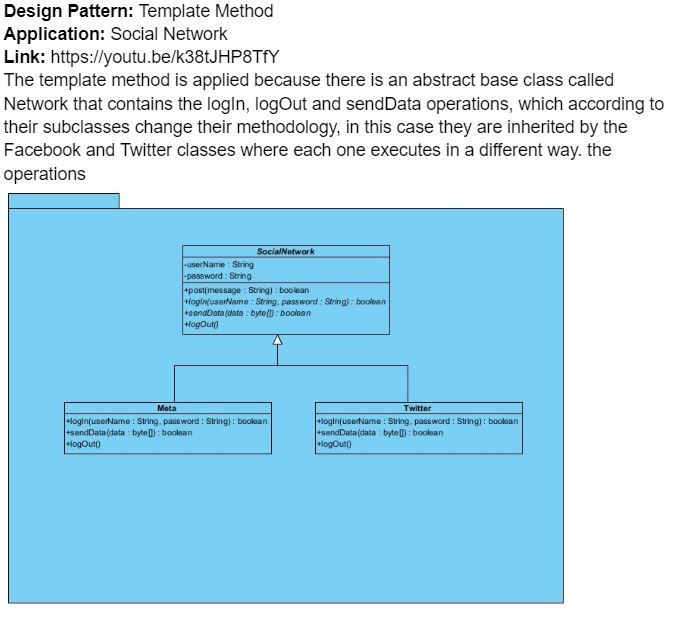 Design Pattern: Template Method
Application: Social Network
Link: https://youtu.be/k38tJHP8TfY
The template method is applied because there is an abstract base class called
Network that contains the logIn, logOut and sendData operations, which according to
their subclasses change their methodology, in this case they are inherited by the
Facebook and Twitter classes where each one executes in a different way. the
operations
SocialNetwork
-userName : String
-password : String
+post(message : String) : boolean
+logIn(userName : String, password : String) : boolean
+sendData(data : byte[]) : boolean
+logOut()
Meta
+logIn(userName : String, password : String) : boolean
+sendData(data : byte[]) : boolean
+logOut()
Twitter
+logIn(userName : String, password : String) : boolean
+sendData(data : byte[]) : boolean
+logOut()